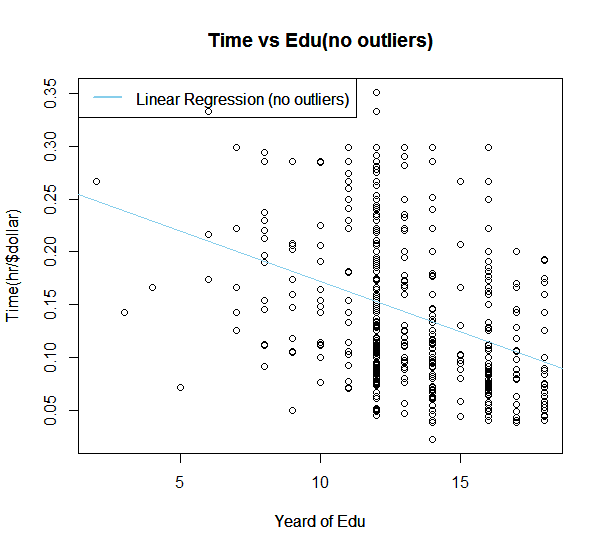 Time vs Edu(no outliers)
Linear Regression (no outliers)
0.35
0.30
0.25
0.20
0.15
0.10
0.05
Time(hr/$dollar)
5 10 15
Yeard of Edu